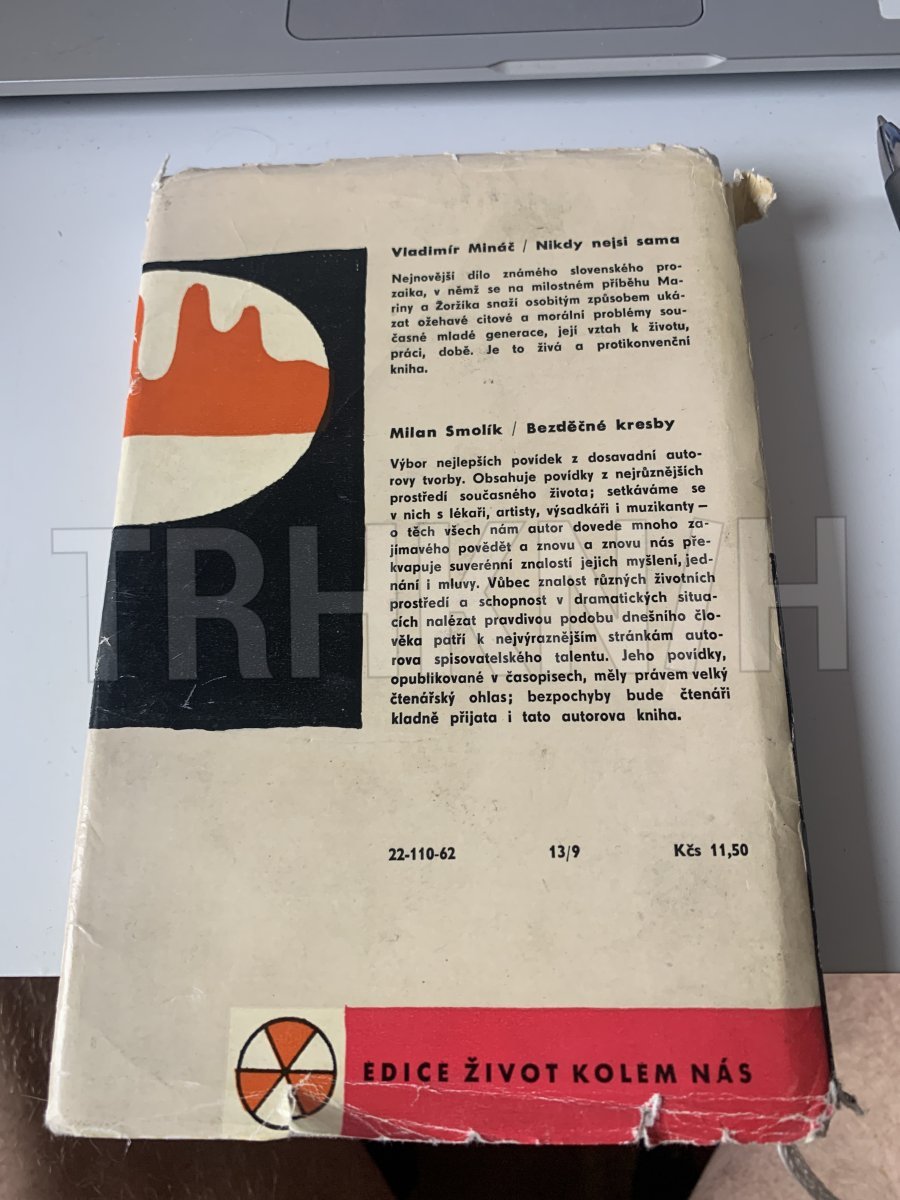 Vladimír Mináč / Nikdy nejsi sama
Nejnovější dílo známého slovenského pro-
zaika, v němž se na milostném příběhu Ma-
riny a Žoržíka snaží osobitým způsobem uká-
zat ožehavé citové a morální problémy sou-
časné mladé generace, její vztah k životu,
práci, době. Je to živá a protikonvenční
kniha.
Milan Smolík / Bezděčné kresby
Výbor nejlepších povídek z dosavadní auto-
rovy tvorby. Obsahuje povídky z nejrůznějších
prostředí současného života; setkáváme se
v nich s lékaři, artisty, výsadkáři i muzikanty –
o těch všech nám autor dovede mnoho za-
jímavého povědět a znovu a znovu nás pře-
kvapuje suverénní znalostí jejich myšlení, jed-
nání i mluvy. Vůbec znalost různých životních
prostředí a schopnost v dramatických situa-
cích nalézat pravdivou podobu dnešního člo-
věka patří k nejvýraznějším stránkám auto-
rova spisovatelského talentu. Jeho povídky,
opublikované v časopisech, měly právem velký
čtenářský ohlas; bezpochyby bude čtenáři
kladně přijata i tato autorova kniha.
22-110-62 13/9 Kčs 11,50
EDICE ŽIVOT KOLEM NÁS